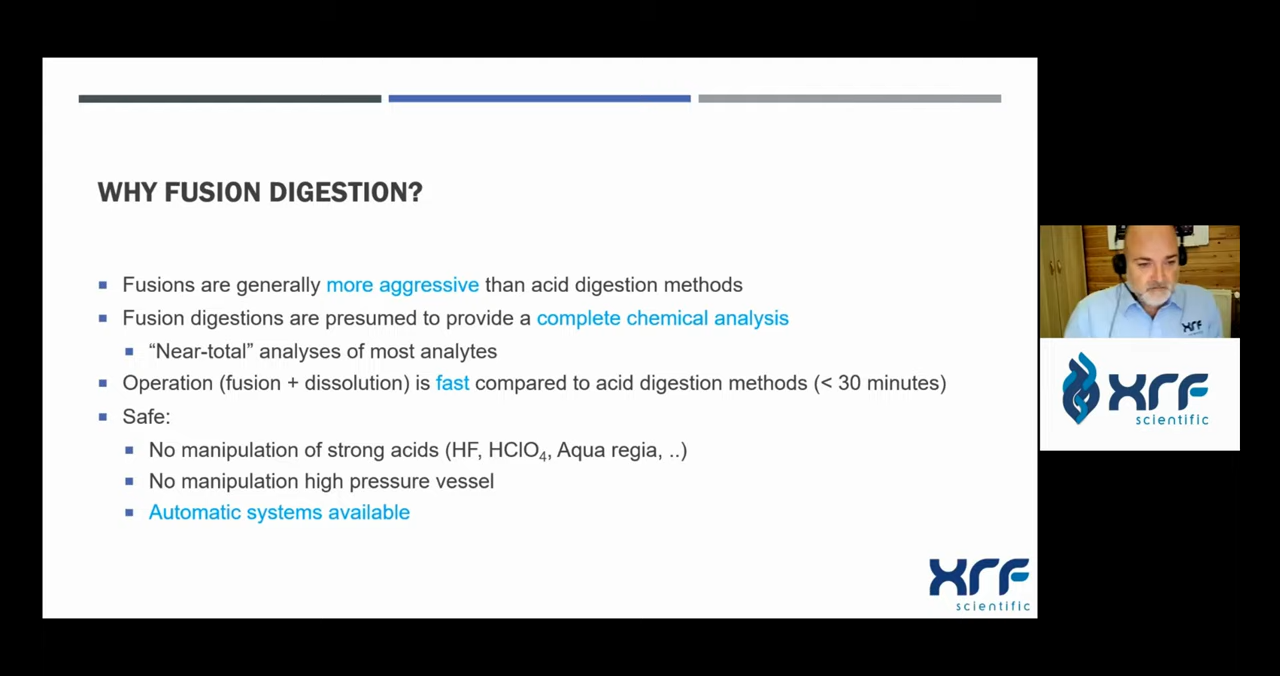 WHY FUSION DIGESTION?
Fusions are generally more aggressive than acid digestion methods
Fusion digestions are presumed to provide a complete chemical analysis
“Near-total” analyses of most analytes
Operation (fusion + dissolution) is fast compared to acid digestion methods (< 30 minutes)
Safe:
No manipulation of strong acids (HF, HClO₄, Aqua regia, ..)
No manipulation high pressure vessel
Automatic systems available
xrf
scientific
xrf
xrf
scientific